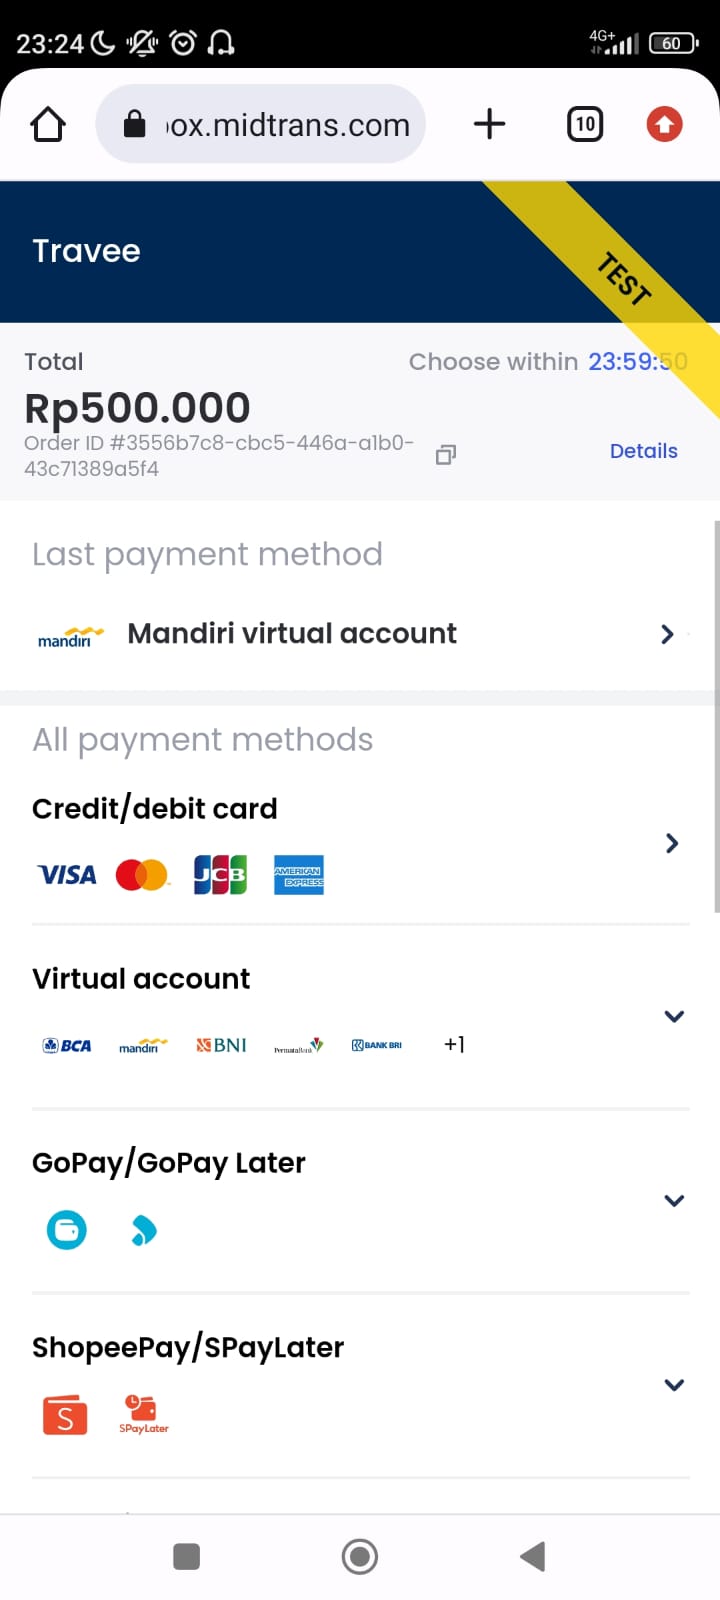 23:24
4G+
60
ox.midtrans.com
10
Travee
TEST
Total
Choose within 23:59:50
Rp500.000
Order ID #3556b7c8-cbc5-446a-a1b0-
43c71389a5f4
Details
Last payment method
mandiri
Mandiri virtual account
All payment methods
Credit/debit card
VISA
JCB
AMERICAN
EXPRESS
Virtual account
BCA
mandiri
BNI
PermataBank
BANK BRI
+1
GoPay/GoPay Later
ShopeePay/SPayLater
S
SPayLater